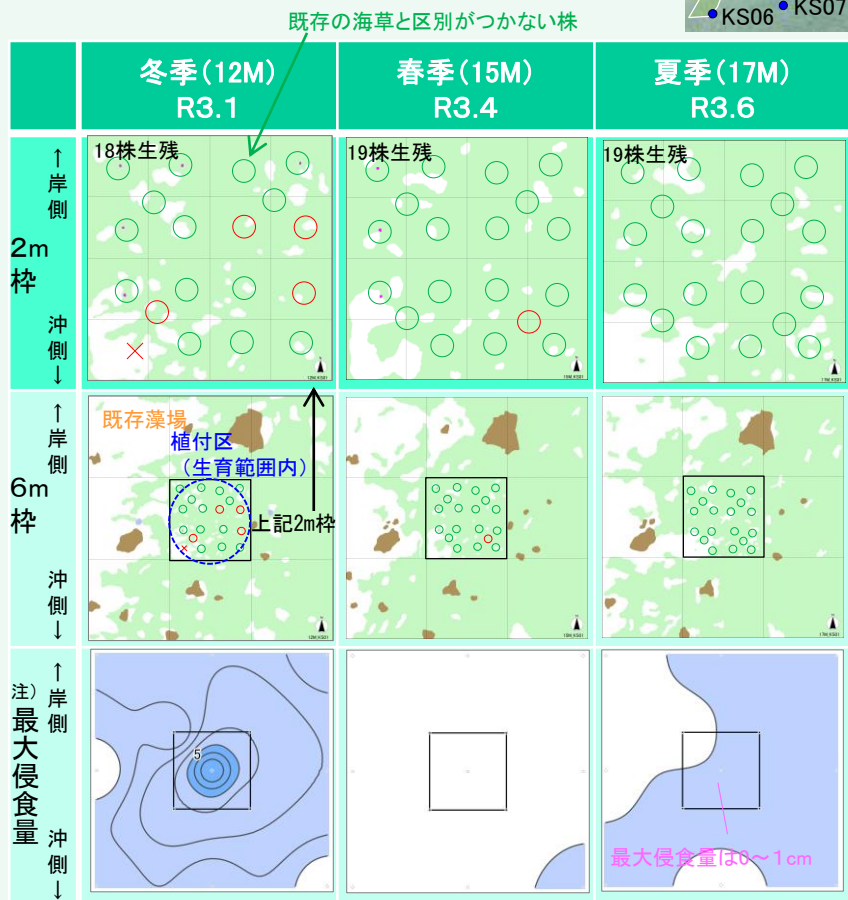 既存の海草と区別がつかない株
KS06
KS07
冬季(12M)
R3.1
春季(15M)
R3.4
夏季(17M)
R3.6
↑
岸
側
2m
枠
沖
側
↓
18株生残
19株生残
19株生残
↑
岸
側
6m
枠
沖
側
↓
既存藻場
植付区
(生育範囲内)
上記2m枠
注)
最
大
侵
食
量
↑
岸
側
沖
側
↓
5
最大侵食量は0～1cm